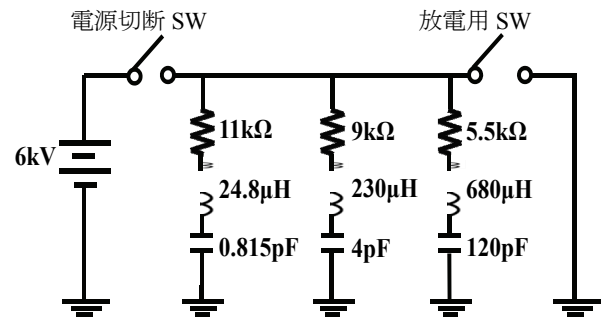 電源切断 SW
放電用 SW
11kΩ
9kΩ
5.5kΩ
6kV
24.8μH
230μH
680μH
0.815pF
4pF
120pF